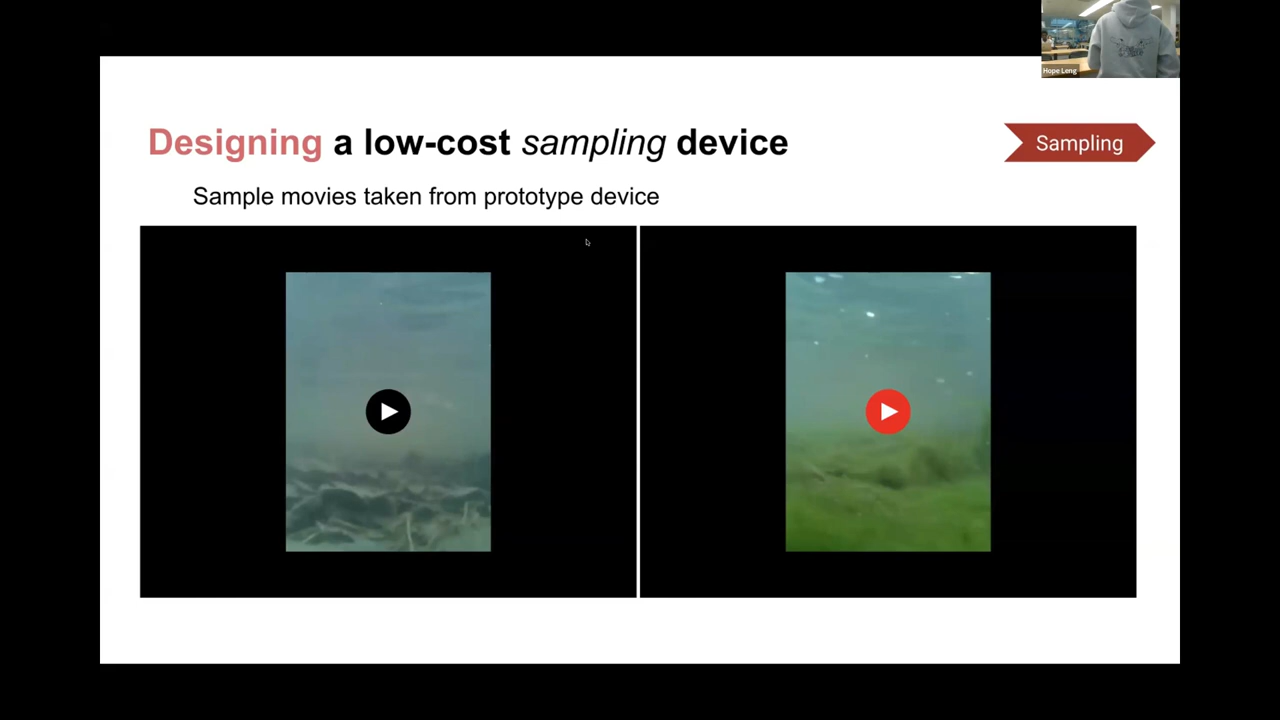 Hope Leng
Designing a low-cost sampling device
Sampling
Sample movies taken from prototype device